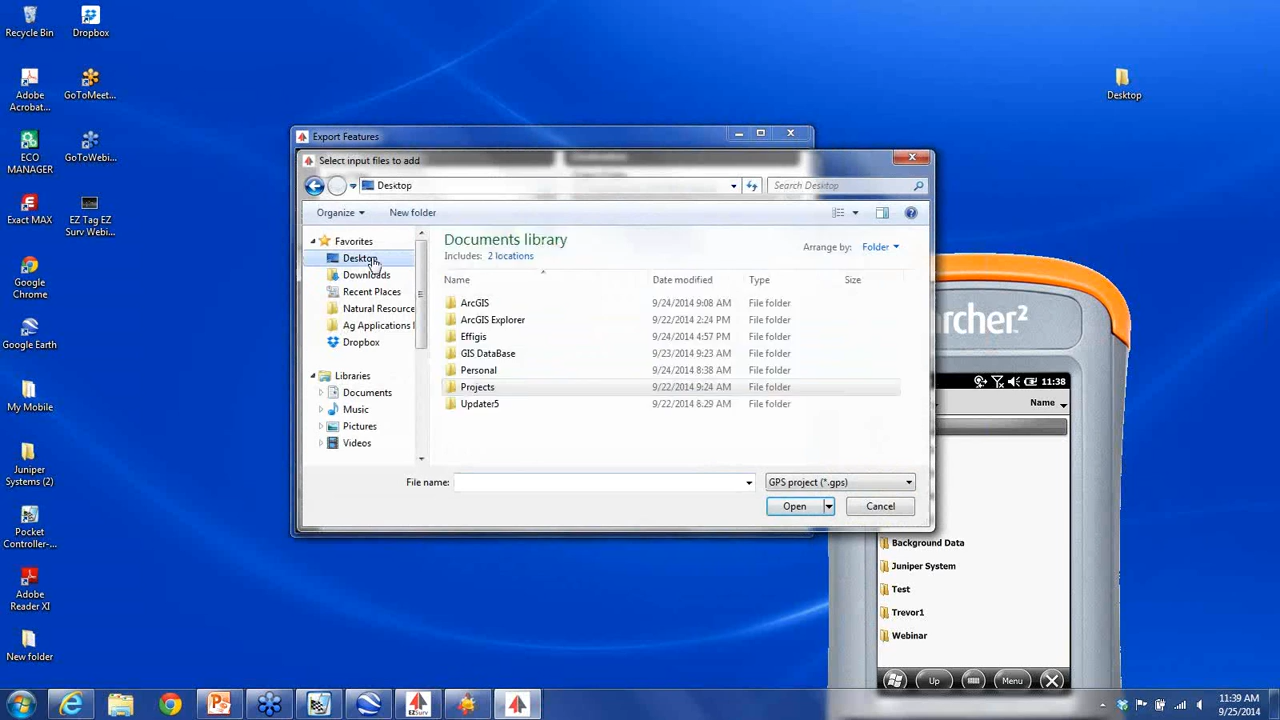 Recycle Bin
Dropbox
Adobe
Acrobat...
GoToMeet...
ECO
MANAGER
GoToWebi...
Exact MAX
EZ Tag EZ
Surv Webi...
Google
Chrome
Google Earth
My Mobile
Juniper
Systems (2)
Pocket
Controller-...
Adobe
Reader XI
New folder
Desktop
Export Features
Select input files to add
Desktop
Search Desktop
Organize
New folder
Favorites
Desktop
Downloads
Recent Places
Natural Resource
Ag Applications
Dropbox
Libraries
Documents
Music
Pictures
Videos
Documents library
Includes: 2 locations
Arrange by: Folder
Name Date modified Type Size
ArcGIS 9/24/2014 9:08 AM File folder
ArcGIS Explorer 9/22/2014 2:24 PM File folder
Effigis 9/24/2014 4:57 PM File folder
GIS DataBase 9/23/2014 9:23 AM File folder
Personal 9/24/2014 8:38 AM File folder
Projects 9/22/2014 9:24 AM File folder
Updater5 9/22/2014 8:29 AM File folder
File name:
GPS project (*.gps)
Open
Cancel
rcher2
11:38
Name
Background Data
Juniper System
Test
Trevor1
Webinar
Up
Menu
EZSurv
11:39 AM
9/25/2014